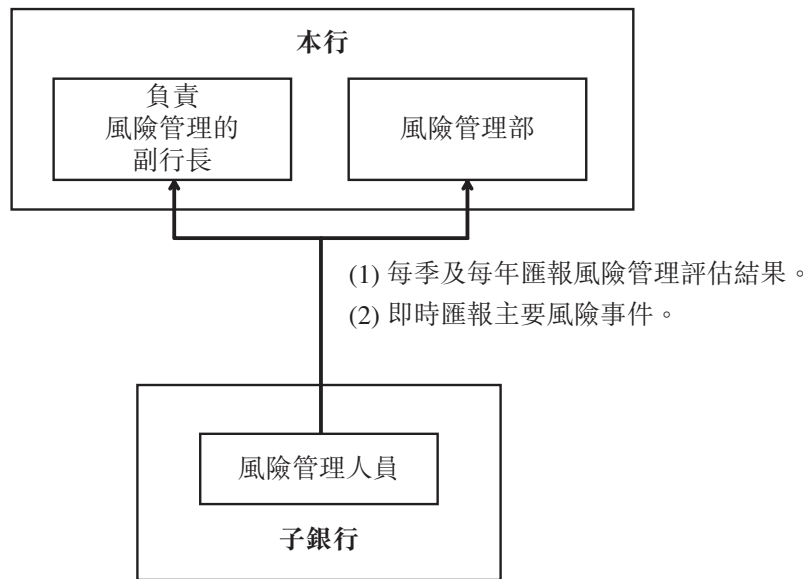 本行
負責
風險管理的
副行長
風險管理部
(1) 每季及每年匯報風險管理評估結果。
(2) 即時匯報主要風險事件。
風險管理人員
子銀行